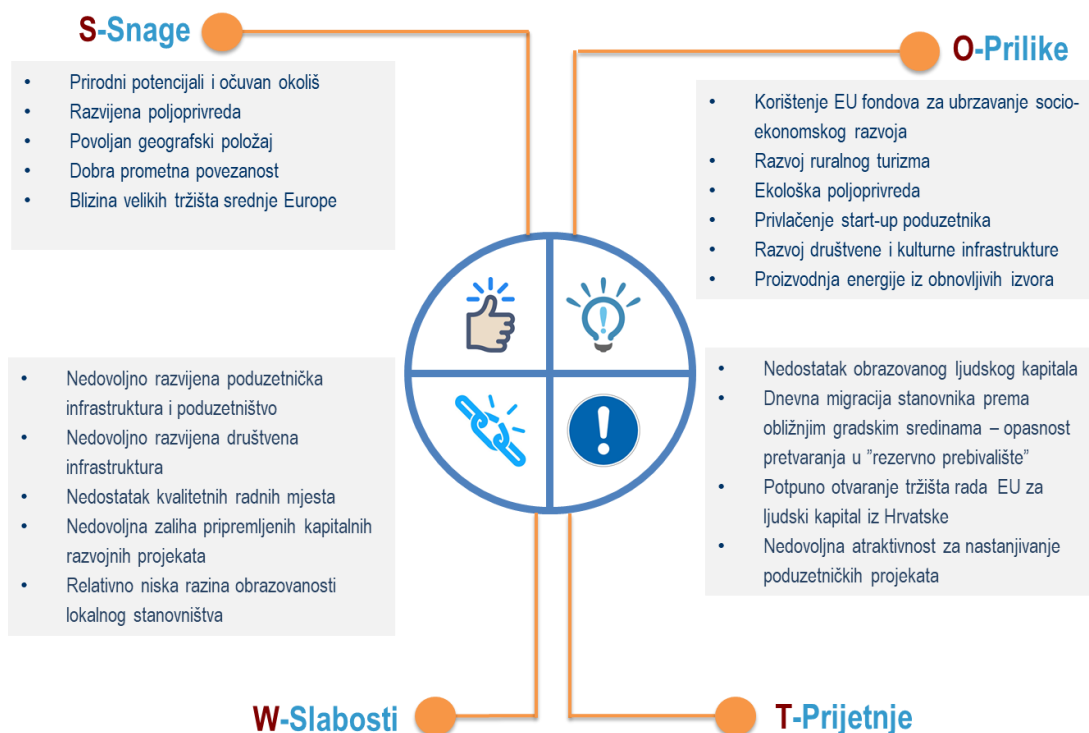 S-Snage
• Prirodni potencijali i očuvan okoliš
• Razvijena poljoprivreda
• Povoljan geografski položaj
• Dobra prometna povezanost
• Blizina velikih tržišta srednje Europe
O-Prilike
• Korištenje EU fondova za ubrzavanje socio-
ekonomskog razvoja
• Razvoj ruralnog turizma
• Ekološka poljoprivreda
• Privlačenje start-up poduzetnika
• Razvoj društvene i kulturne infrastrukture
• Proizvodnja energije iz obnovljivih izvora
• Nedovoljno razvijena poduzetnička
infrastruktura i poduzetništvo
• Nedovoljno razvijena društvena
infrastruktura
• Nedostatak kvalitetnih radnih mjesta
• Nedovoljna zaliha pripremljenih kapitalnih
razvojnih projekata
• Relativno niska razina obrazovanosti
lokalnog stanovništva
W-Slabosti
• Nedostatak obrazovanog ljudskog kapitala
• Dnevna migracija stanovnika prema
obližnjim gradskim sredinama – opasnost
pretvaranja u ”rezervno prebivalište”
• Potpuno otvaranje tržišta rada EU za
ljudski kapital iz Hrvatske
• Nedovoljna atraktivnost za nastanjivanje
poduzetničkih projekata
T-Prijetnje